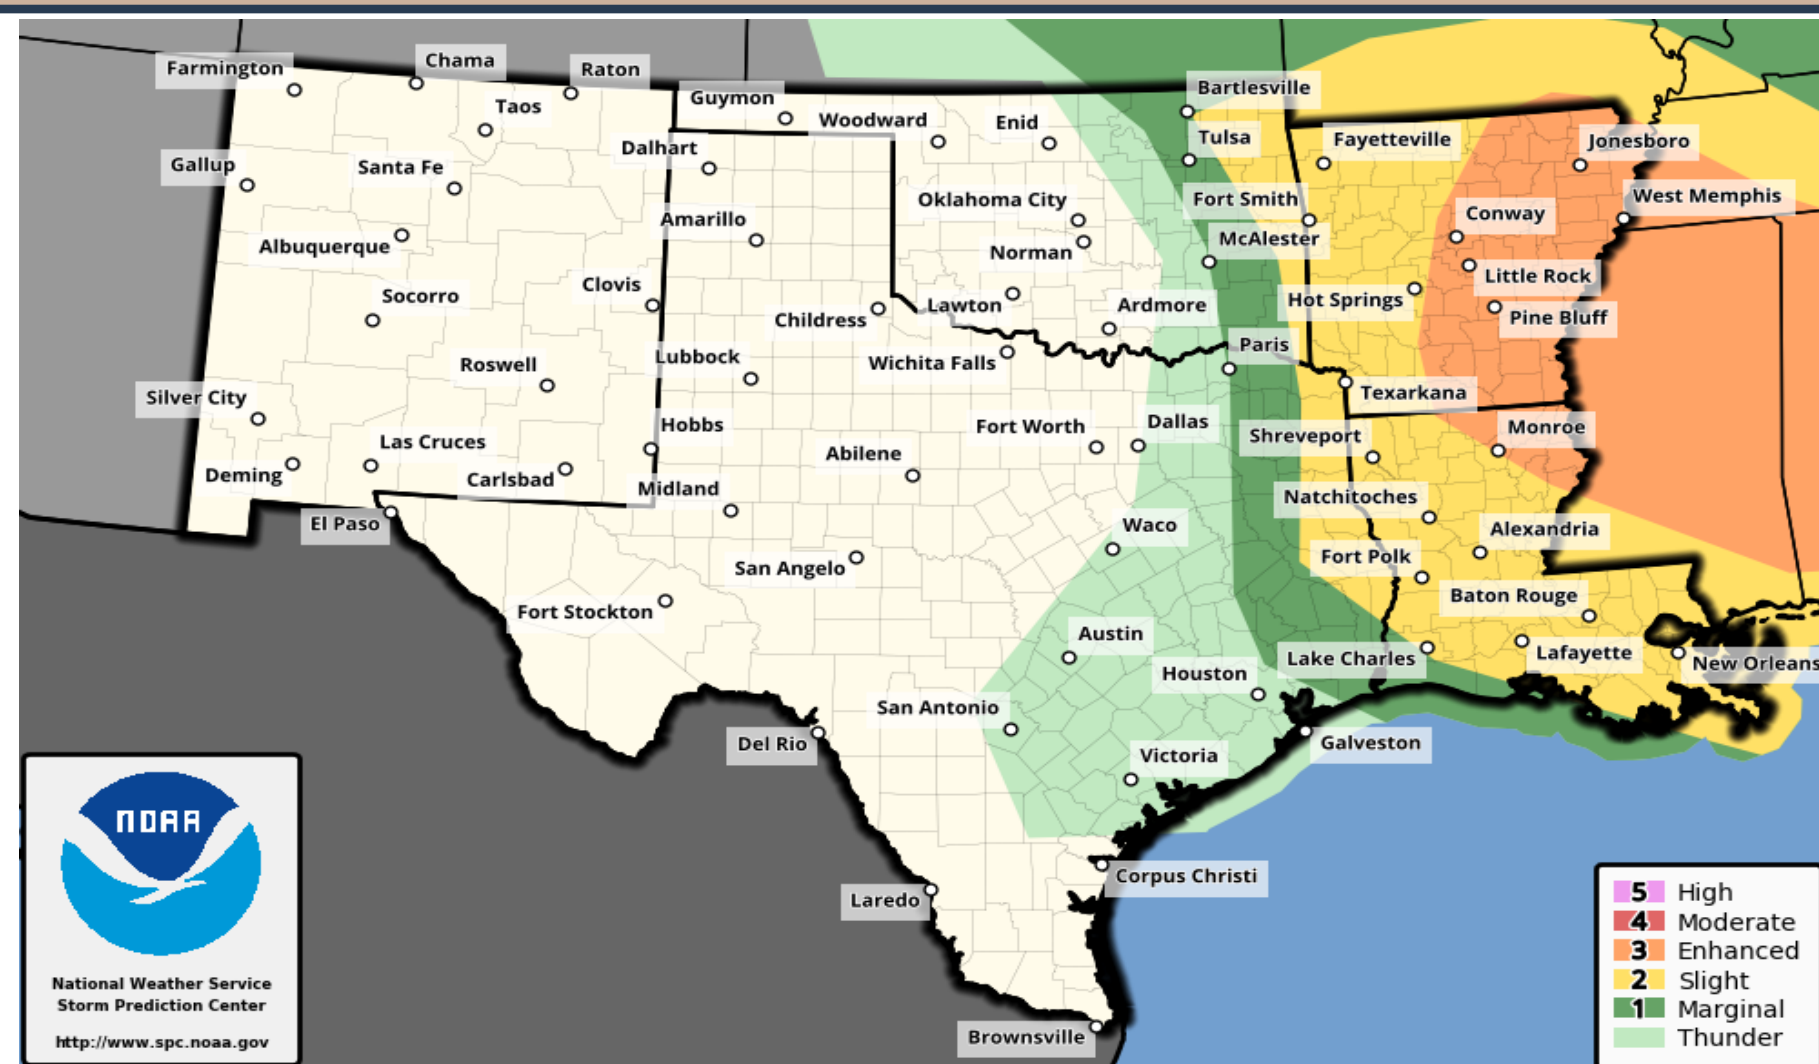 Farmington
Chama
Raton
Taos
Guymon
Woodward
Enid
Bartlesville
Tulsa
Fayetteville
Jonesboro
Gallup
Santa Fe
Dalhart
Oklahoma City
Fort Smith
West Memphis
Conway
Albuquerque
Amarillo
Norman
McAlester
Little Rock
Socorro
Clovis
Childress
Lawton
Ardmore
Hot Springs
Pine Bluff
Roswell
Lubbock
Wichita Falls
Paris
Texarkana
Silver City
Las Cruces
Hobbs
Abilene
Fort Worth
Dallas
Shreveport
Monroe
Deming
Carlsbad
Midland
Natchitoches
El Paso
San Angelo
Waco
Fort Polk
Alexandria
Fort Stockton
Austin
Baton Rouge
Houston
Lake Charles
Lafayette
New Orleans
San Antonio
Del Rio
Victoria
Galveston
Laredo
Corpus Christi
Brownsville
NOAA
National Weather Service
Storm Prediction Center
http://www.spc.noaa.gov
5 High
4 Moderate
3 Enhanced
2 Slight
1 Marginal
Thunder